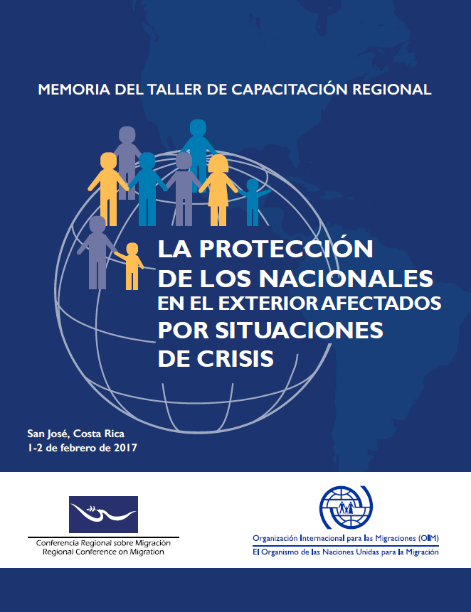 MEMORIA DEL TALLER DE CAPACITACIÓN REGIONAL
LA PROTECCIÓN
DE LOS NACIONALES
EN EL EXTERIOR AFECTADOS
POR SITUACIONES
DE CRISIS
San José, Costa Rica
1-2 de febrero de 2017
Conferencia Regional sobre Migración
Regional Conference on Migration
Organización Internacional para las Migraciones (OIM)
El Organismo de las Naciones Unidas para la Migración